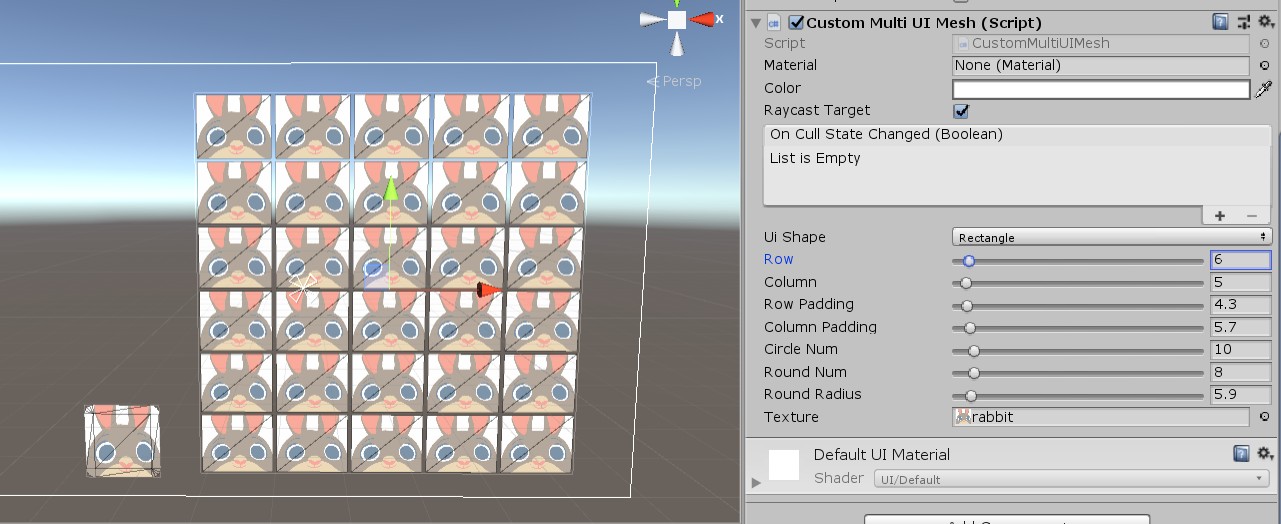 Custom Multi UI Mesh (Script)
Script CustomMultiUIMesh
Material None (Material)
x
Persp
Color
Raycast Target
On Cull State Changed (Boolean)
List is Empty
+ −
Ui Shape Rectangle
Row 6
Column 5
Row Padding 4.3
Column Padding 5.7
Circle Num 10
Round Num 8
Round Radius 5.9
Texture rabbit
Default UI Material
Shader UI/Default